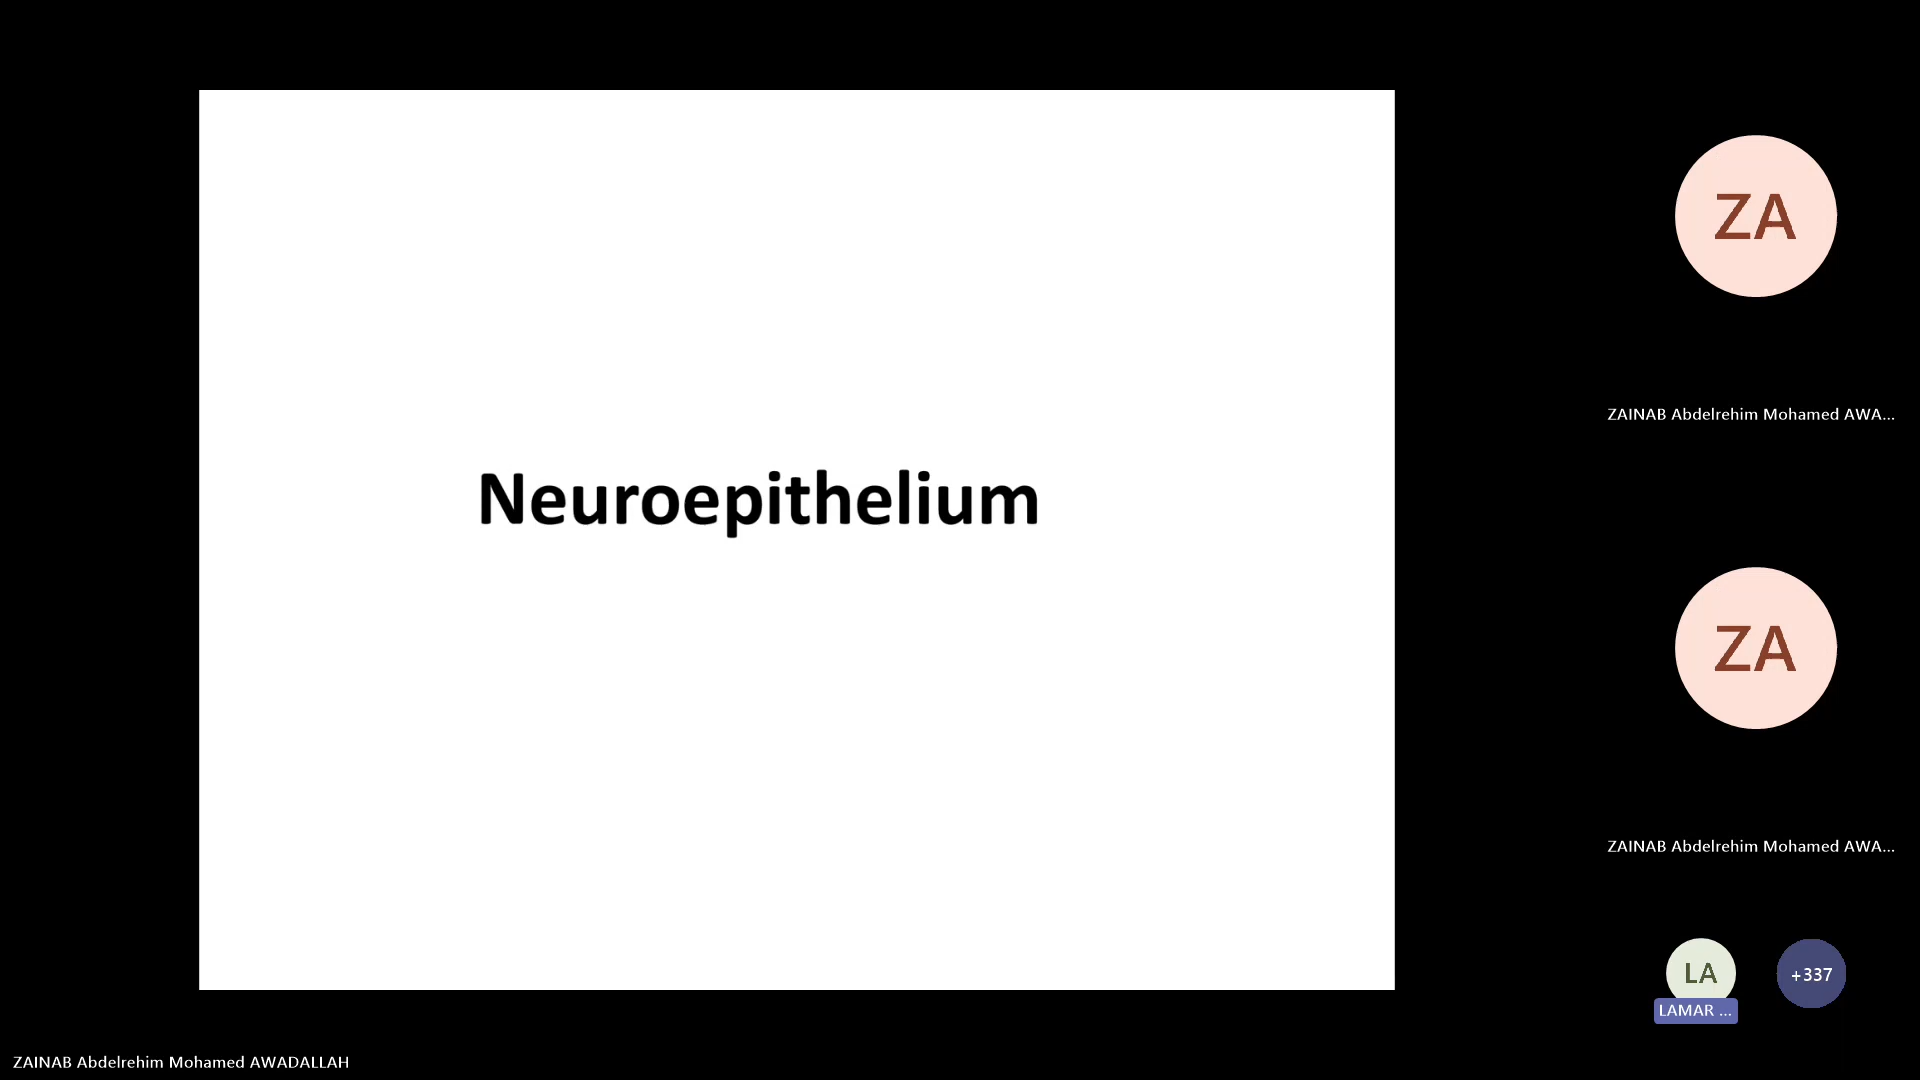 Neuroepithelium
ZA
ZAINAB Abdelrehim Mohamed AWA...
ZA
ZAINAB Abdelrehim Mohamed AWA...
LA
+337
LAMAR ...
ZAINAB Abdelrehim Mohamed AWADALLAH